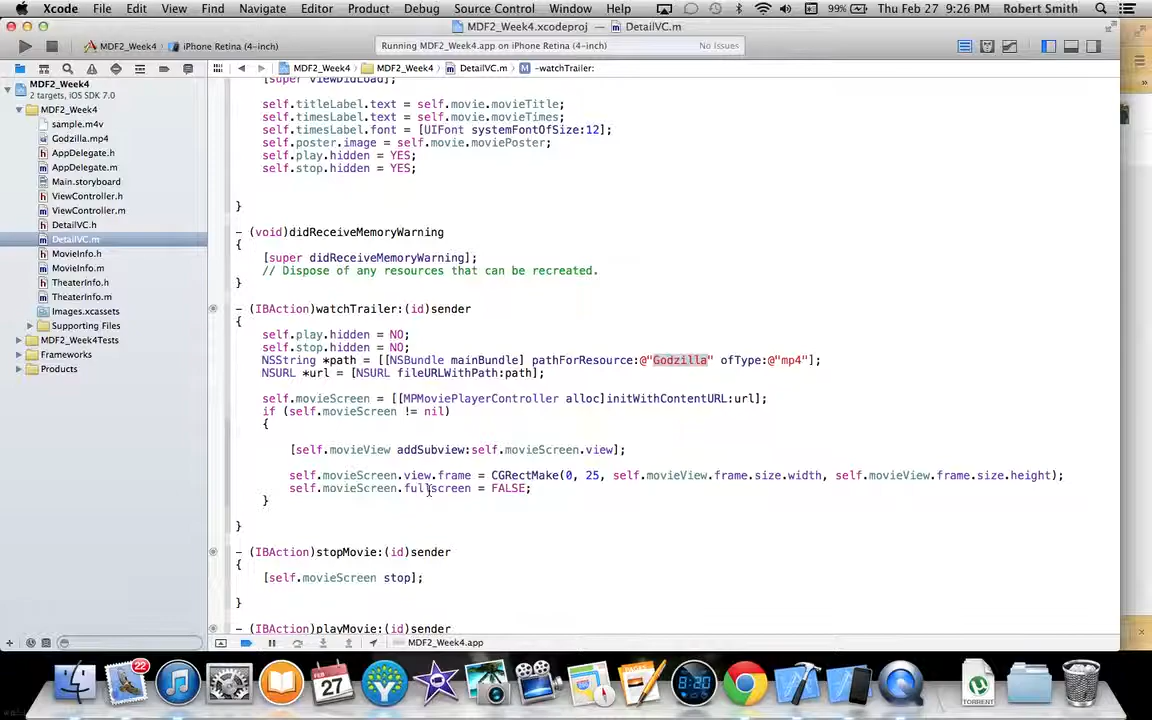 Xcode File Edit View Find Navigate Editor Product Debug Source Control Window Help 99% Thu Feb 27 9:26 PM Robert Smith
MDF2_Week4.xcodeproj — DetailVC.m
MDF2_Week4 iPhone Retina (4-inch)
Running MDF2_Week4.app on iPhone Retina (4-inch) No Issues
MDF2_Week4 MDF2_Week4 DetailVC.m M -watchTrailer:
MDF2_Week4
2 targets, iOS SDK 7.0
MDF2_Week4
sample.m4v
Godzilla.mp4
AppDelegate.h
AppDelegate.m
Main.storyboard
ViewController.h
ViewController.m
DetailVC.h
DetailVC.m
MovieInfo.h
MovieInfo.m
TheaterInfo.h
TheaterInfo.m
Images.xcassets
Supporting Files
MDF2_Week4Tests
Frameworks
Products
[super viewDidLoad];
self.titleLabel.text = self.movie.movieTitle;
self.timesLabel.text = self.movie.movieTimes;
self.timesLabel.font = [UIFont systemFontOfSize:12];
self.poster.image = self.movie.moviePoster;
self.play.hidden = YES;
self.stop.hidden = YES;
}
- (void)didReceiveMemoryWarning
{
[super didReceiveMemoryWarning];
// Dispose of any resources that can be recreated.
}
- (IBAction)watchTrailer:(id)sender
{
self.play.hidden = NO;
self.stop.hidden = NO;
NSString *path = [[NSBundle mainBundle] pathForResource:@"Godzilla" ofType:@"mp4"];
NSURL *url = [NSURL fileURLWithPath:path];
self.movieScreen = [[MPMoviePlayerController alloc]initWithContentURL:url];
if (self.movieScreen != nil)
{
[self.movieView addSubview:self.movieScreen.view];
self.movieScreen.view.frame = CGRectMake(0, 25, self.movieView.frame.size.width, self.movieView.frame.size.height);
self.movieScreen.fullscreen = FALSE;
}
}
- (IBAction)stopMovie:(id)sender
{
[self.movieScreen stop];
}
- (IBAction)playMovie:(id)sender
MDF2_Week4.app
22
FEB
27
8:20
TORRENT